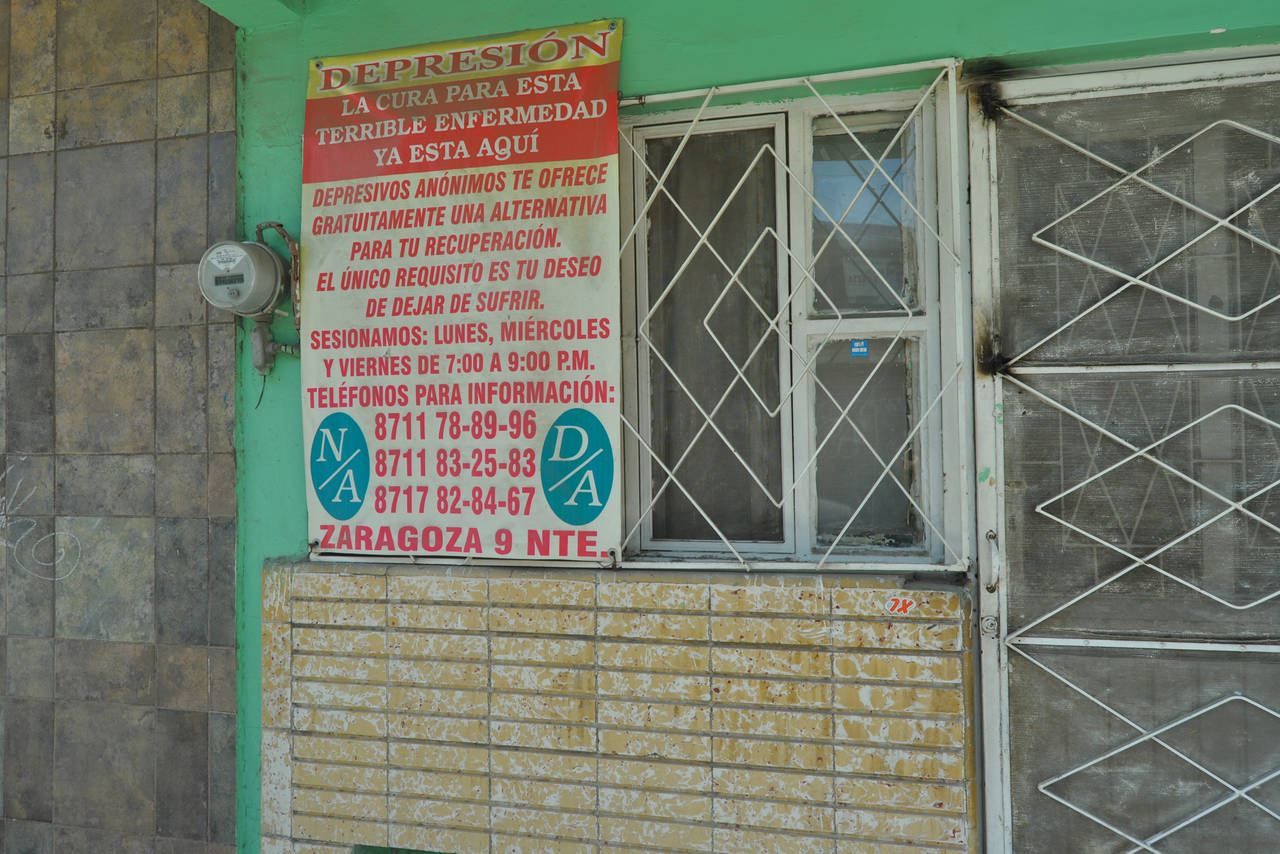 DEPRESIÓN
LA CURA PARA ESTA
TERRIBLE ENFERMEDAD
YA ESTA AQUÍ
DEPRESIVOS ANÓNIMOS TE OFRECE
GRATUITAMENTE UNA ALTERNATIVA
PARA TU RECUPERACIÓN.
EL ÚNICO REQUISITO ES TU DESEO
DE DEJAR DE SUFRIR.
SESIONAMOS: LUNES, MIÉRCOLES
Y VIERNES DE 7:00 A 9:00 P.M.
TELÉFONOS PARA INFORMACIÓN:
8711 78-89-96
8711 83-25-83
8717 82-84-67
N/A
D/A
ZARAGOZA 9 NTE.
7X